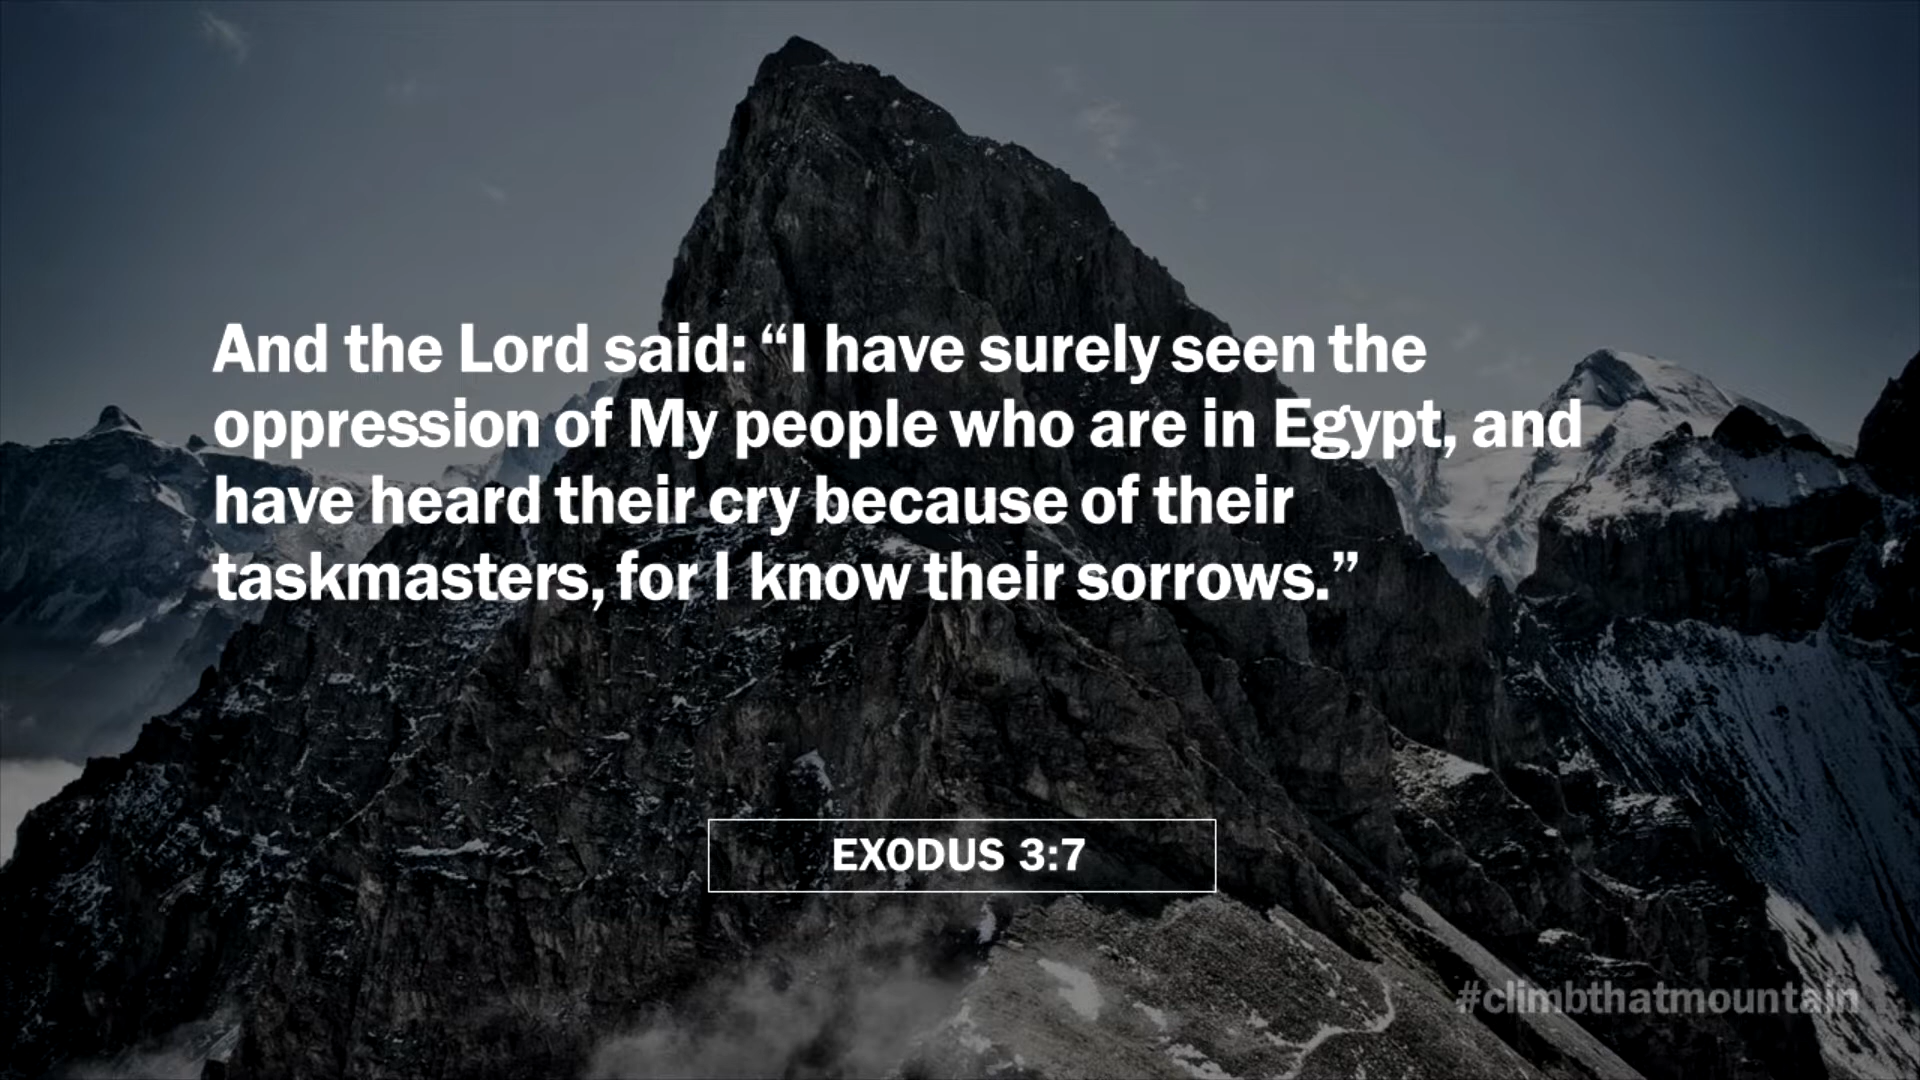 And the Lord said: “I have surely seen the
oppression of My people who are in Egypt, and
have heard their cry because of their
taskmasters, for I know their sorrows.”
EXODUS 3:7
#climbthatmountain